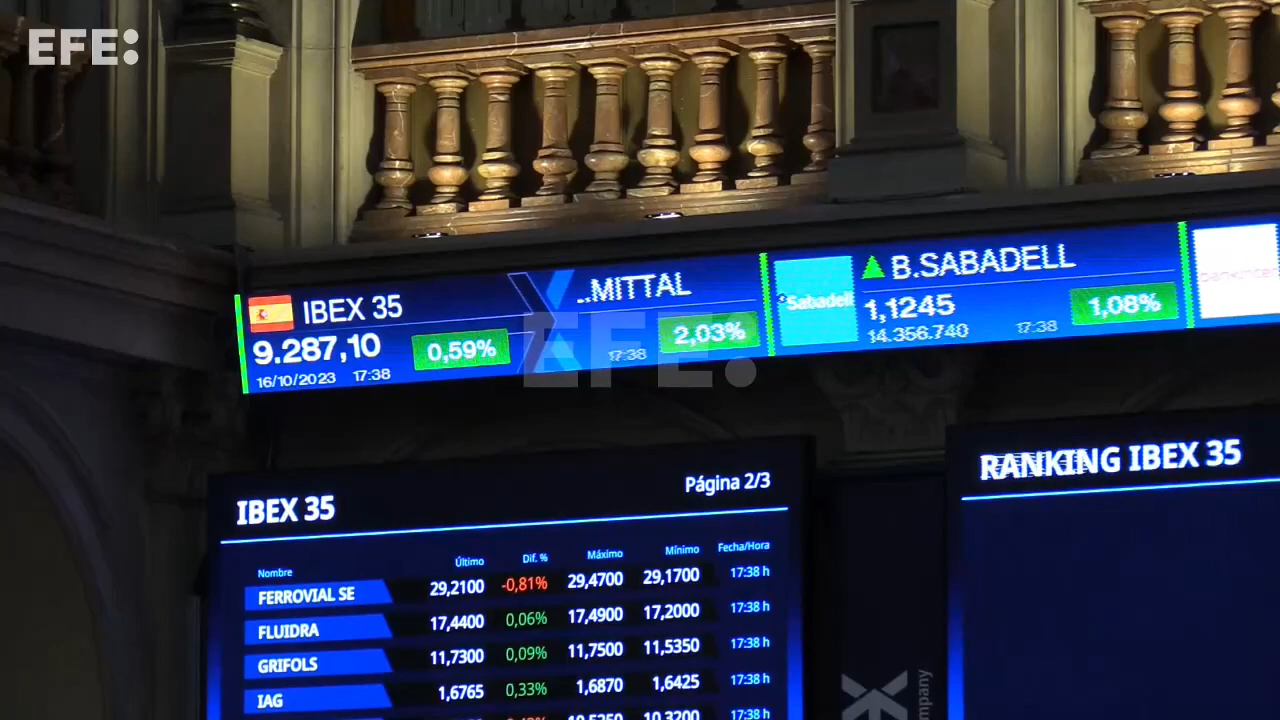 EFE:
IBEX 35
9.287,10
0,59%
16/10/2023 17:38
..MITTAL
2,03%
17:38
Sabadell
B.SABADELL
1,1245
1,08%
14.356.740
17:38
bankinter
EFE:
IBEX 35
Página 2/3
Nombre Último Dif. % Máximo Mínimo Fecha/Hora
FERROVIAL SE 29,2100 -0,81% 29,4700 29,1700 17:38 h
FLUIDRA 17,4400 0,06% 17,4900 17,2000 17:38 h
GRIFOLS 11,7300 0,09% 11,7500 11,5350 17:38 h
IAG 1,6765 0,33% 1,6870 1,6425 17:38 h
10,3200 17:38 h
RANKING IBEX 35